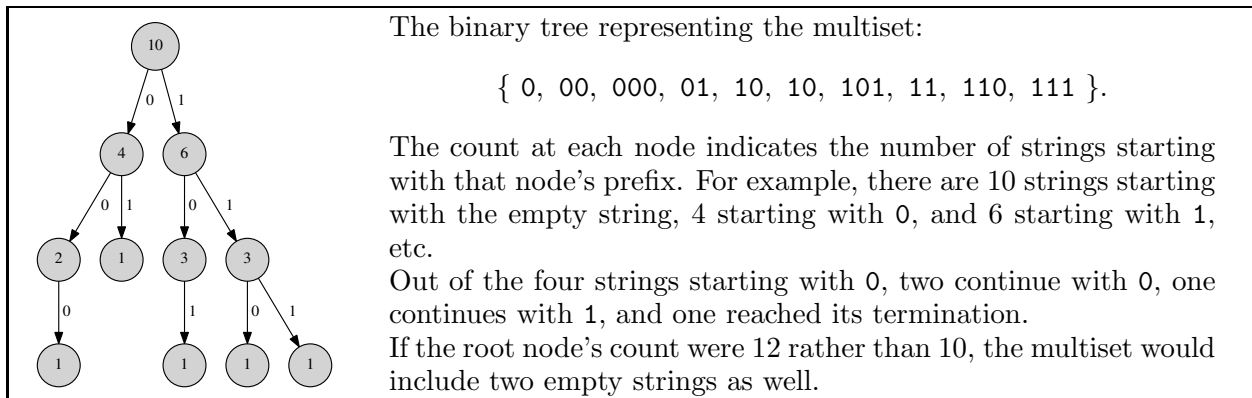 10
0 1
4 6
0 1 0 1
2 1 3 3
0 1 0 1
1 1 1 1
The binary tree representing the multiset:
{ 0, 00, 000, 01, 10, 10, 101, 11, 110, 111 }.
The count at each node indicates the number of strings starting
with that node's prefix. For example, there are 10 strings starting
with the empty string, 4 starting with 0, and 6 starting with 1,
etc.
Out of the four strings starting with 0, two continue with 0, one
continues with 1, and one reached its termination.
If the root node's count were 12 rather than 10, the multiset would
include two empty strings as well.